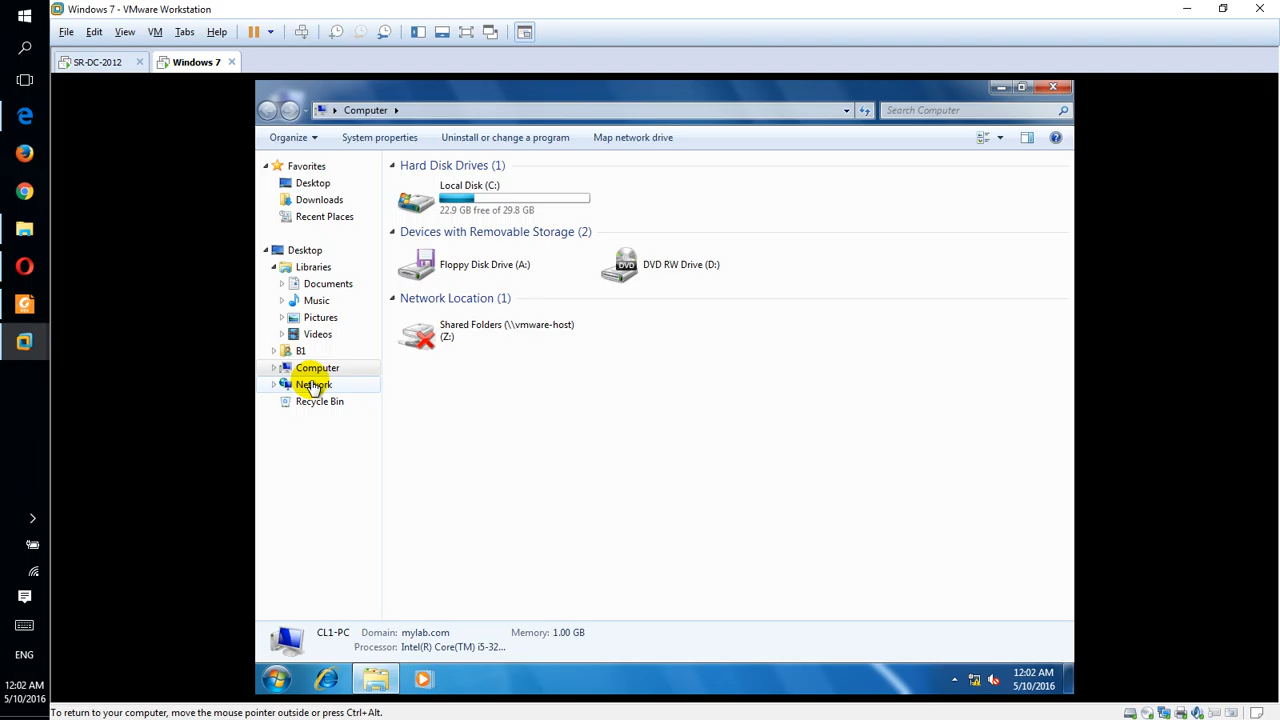 Windows 7 - VMware Workstation
File Edit View VM Tabs Help
SR-DC-2012 Windows 7
Computer
Search Computer
Organize System properties Uninstall or change a program Map network drive
Favorites
Desktop
Downloads
Recent Places
Desktop
Libraries
Documents
Music
Pictures
Videos
B1
Computer
Network
Recycle Bin
Hard Disk Drives (1)
Local Disk (C:)
22.9 GB free of 29.8 GB
Devices with Removable Storage (2)
Floppy Disk Drive (A:)
DVD
DVD RW Drive (D:)
Network Location (1)
Shared Folders (\\vmware-host)
(Z:)
CL1-PC Domain: mylab.com Memory: 1.00 GB
Processor: Intel(R) Core(TM) i5-32...
12:02 AM
5/10/2016
ENG
12:02 AM
5/10/2016
To return to your computer, move the mouse pointer outside or press Ctrl+Alt.